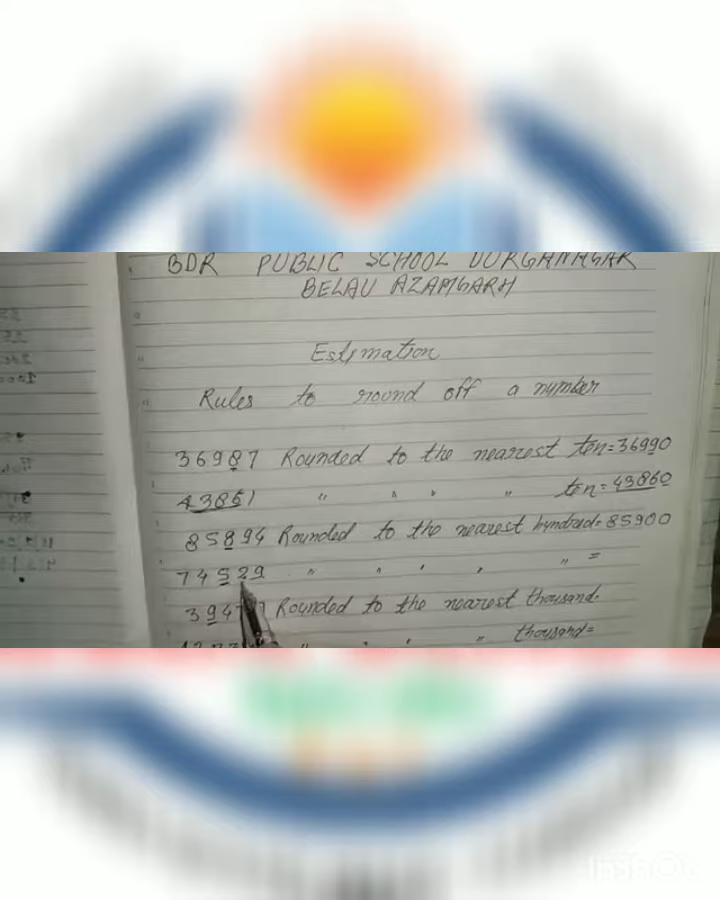 BDR PUBLIC SCHOOL DURGANAGAR
BELAU AZAMGARH
Estimation
Rules to round off a number
36987 Rounded to the nearest ten=36990
43861 " " " " ten=43860
85894 Rounded to the nearest hundred=85900
74529 " " " " " =
Rounded to the nearest thousand=
" " " " thousand=